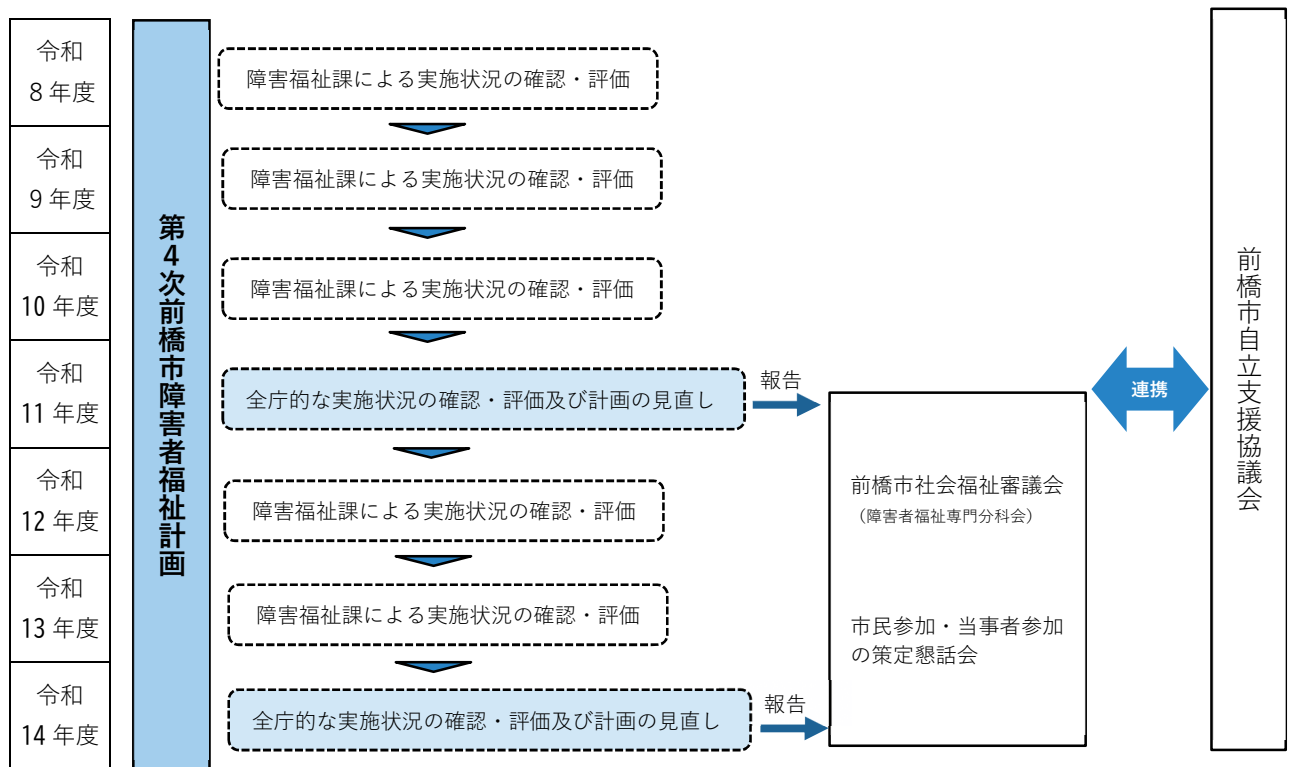 令和
8 年度
令和
9 年度
令和
10 年度
令和
11 年度
令和
12 年度
令和
13 年度
令和
14 年度
第4次前橋市障害者福祉計画
障害福祉課による実施状況の確認・評価
障害福祉課による実施状況の確認・評価
障害福祉課による実施状況の確認・評価
全庁的な実施状況の確認・評価及び計画の見直し
報告
障害福祉課による実施状況の確認・評価
障害福祉課による実施状況の確認・評価
全庁的な実施状況の確認・評価及び計画の見直し
報告
前橋市社会福祉審議会
（障害者福祉専門分科会）
市民参加・当事者参加
の策定懇話会
連携
前橋市自立支援協議会